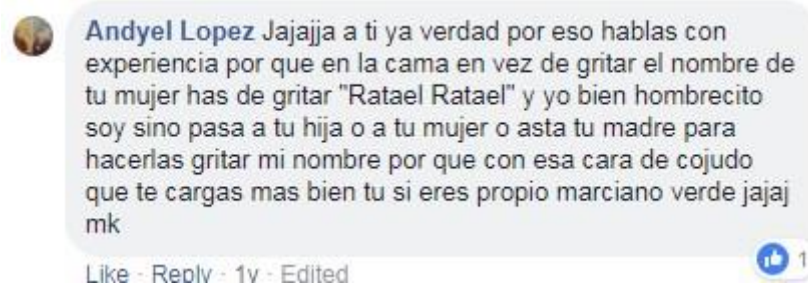 Andyel Lopez Jajajja a ti ya verdad por eso hablas con
experiencia por que en la cama en vez de gritar el nombre de
tu mujer has de gritar "Ratael Ratael" y yo bien hombrecito
soy sino pasa a tu hija o a tu mujer o asta tu madre para
hacerlas gritar mi nombre por que con esa cara de cojudo
que te cargas mas bien tu si eres propio marciano verde jajaj
mk
Like · Reply · 1y · Edited
1